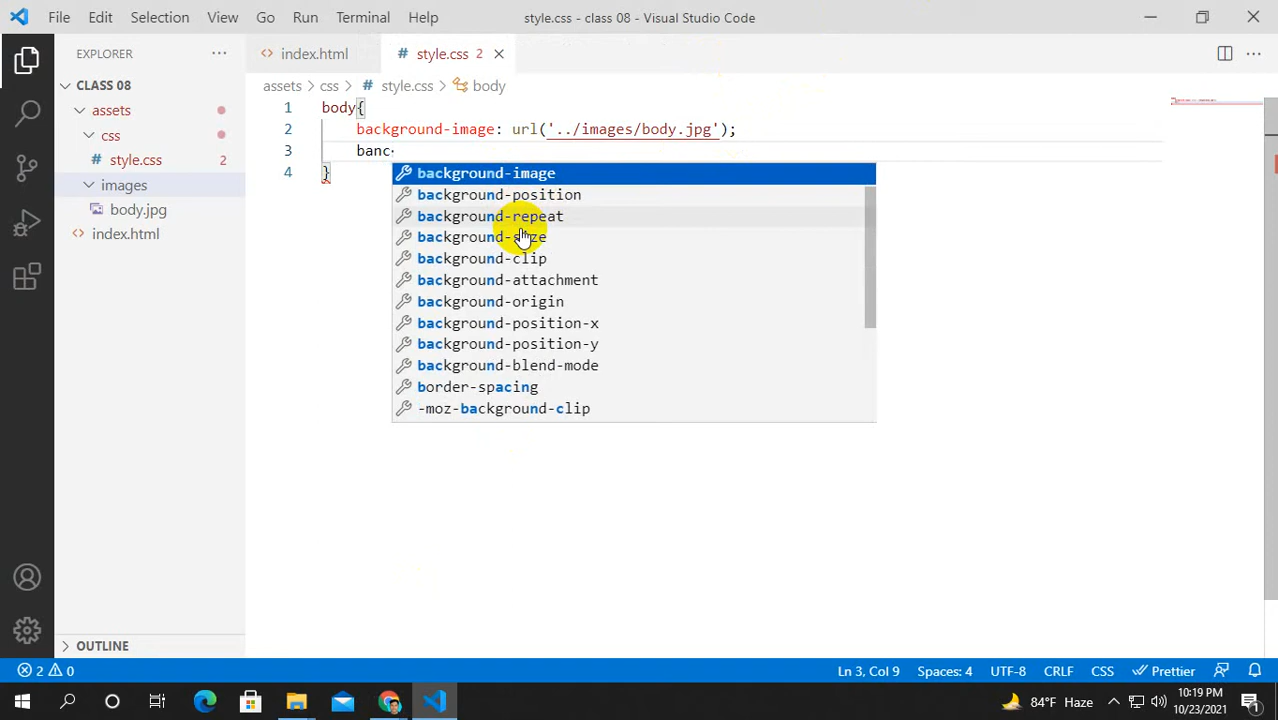 File Edit Selection View Go Run Terminal Help style.css - class 08 - Visual Studio Code
EXPLORER
index.html
style.css 2
CLASS 08
assets
css
style.css 2
images
body.jpg
index.html
OUTLINE
assets > css > style.css > body
1 body{
2 background-image: url('../images/body.jpg');
3 banc
4 }
background-image
background-position
background-repeat
background-size
background-clip
background-attachment
background-origin
background-position-x
background-position-y
background-blend-mode
border-spacing
-moz-background-clip
2 0 Ln 3, Col 9 Spaces: 4 UTF-8 CRLF CSS Prettier
84°F Haze
10:19 PM
10/23/2021
1